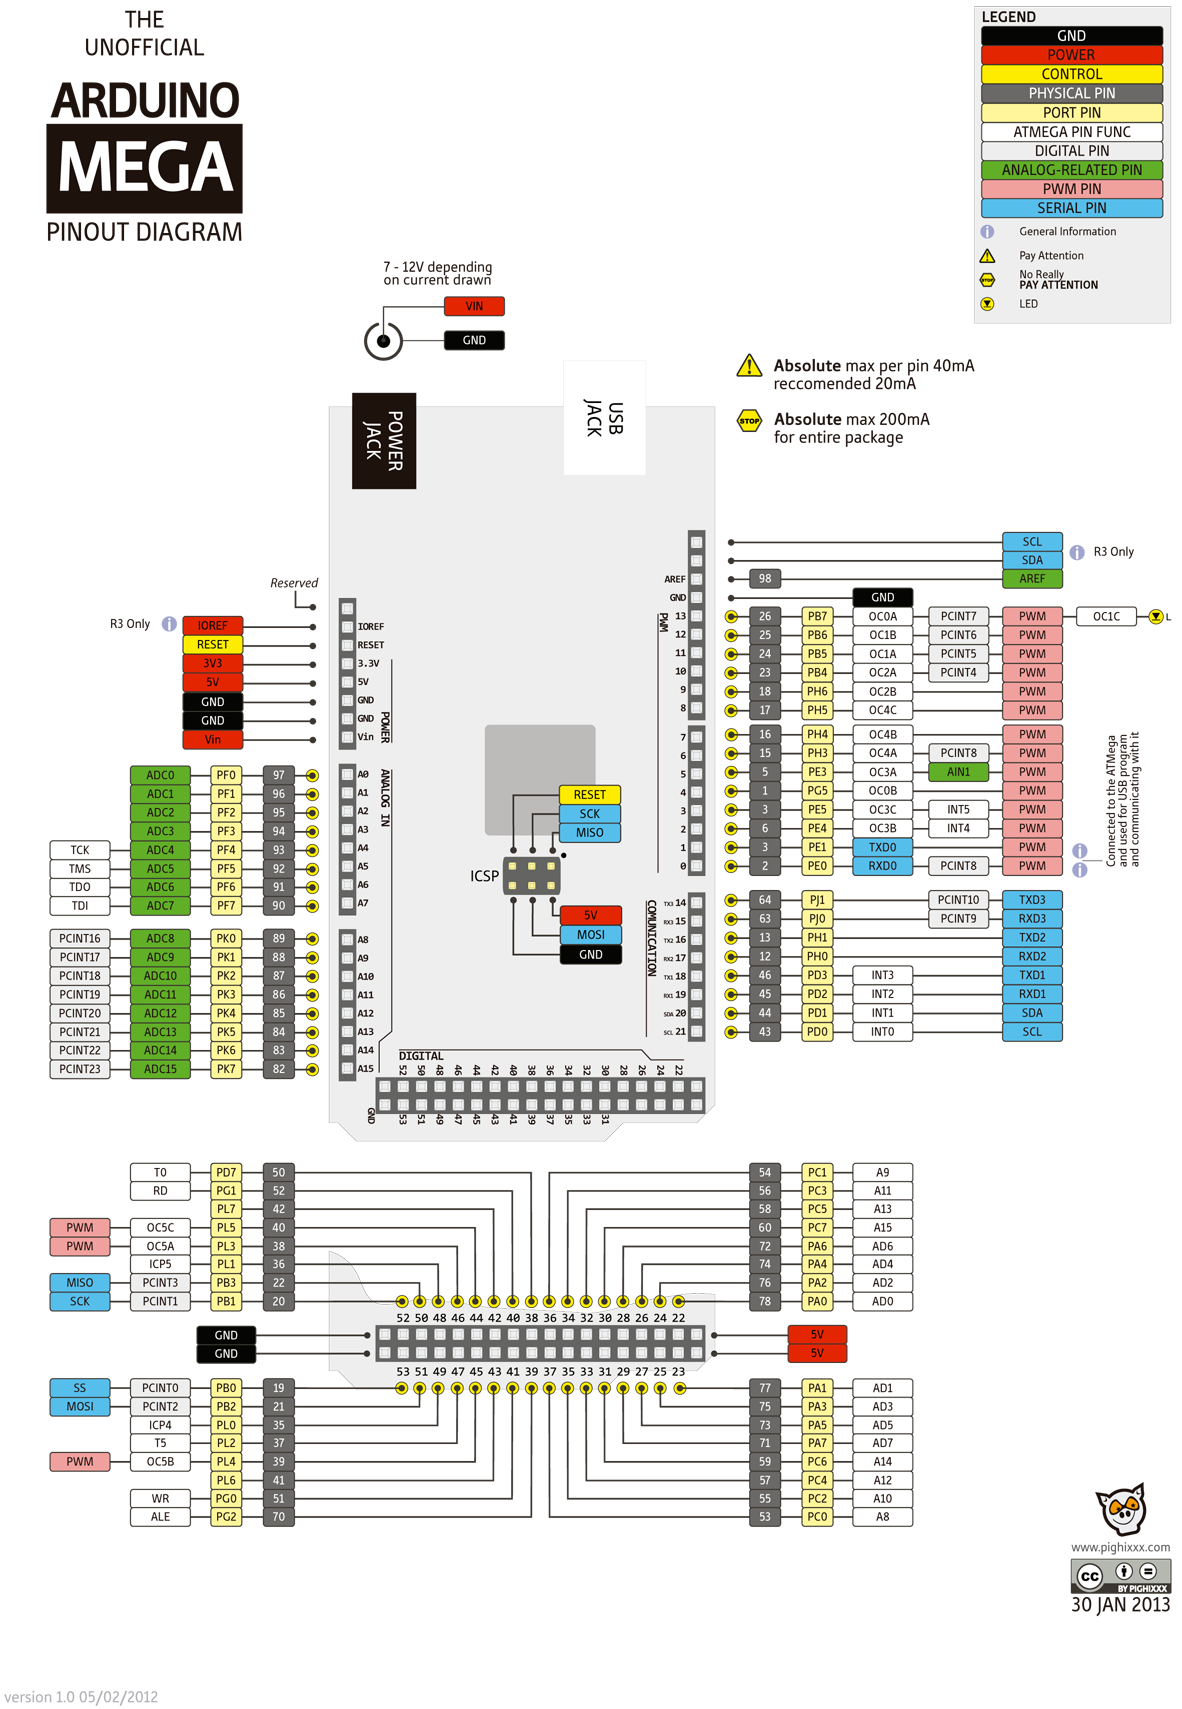 THE
UNOFFICIAL
ARDUINO
MEGA
PINOUT DIAGRAM
LEGEND
GND
POWER
CONTROL
PHYSICAL PIN
PORT PIN
ATMEGA PIN FUNC
DIGITAL PIN
ANALOG-RELATED PIN
PWM PIN
SERIAL PIN
General Information
Pay Attention
No Really
PAY ATTENTION
LED
7 - 12V depending
on current drawn
VIN
GND
POWER
JACK
USB
JACK
Absolute max per pin 40mA
reccomended 20mA
STOP
Absolute max 200mA
for entire package
SCL
SDA
R3 Only
AREF 98 AREF
GND GND
13 26 PB7 OC0A PCINT7 PWM OC1C L
12 25 PB6 OC1B PCINT6 PWM
11 24 PB5 OC1A PCINT5 PWM
10 23 PB4 OC2A PCINT4 PWM
9 18 PH6 OC2B PWM
8 17 PH5 OC4C PWM
PWM
7 16 PH4 OC4B PWM
6 15 PH3 OC4A PCINT8 PWM
5 5 PE3 OC3A AIN1 PWM
4 1 PG5 OC0B PWM
3 3 PE5 OC3C INT5 PWM
2 6 PE4 OC3B INT4 PWM
1 3 PE1 TXD0 PWM
0 2 PE0 RXD0 PCINT8 PWM
Connected to the ATMega
and used for USB program
and communicating with it
TX3 14 64 PJ1 PCINT10 TXD3
RX3 15 63 PJ0 PCINT9 RXD3
TX2 16 13 PH1 TXD2
RX2 17 12 PH0 RXD2
TX1 18 46 PD3 INT3 TXD1
RX1 19 45 PD2 INT2 RXD1
SDA 20 44 PD1 INT1 SDA
SCL 21 43 PD0 INT0 SCL
COMUNICATION
Reserved
R3 Only
IOREF IOREF
RESET RESET
3V3 3.3V
5V 5V
GND GND
GND GND
Vin Vin
POWER
ADC0 PF0 97 A0
ADC1 PF1 96 A1
ADC2 PF2 95 A2
ADC3 PF3 94 A3
TCK ADC4 PF4 93 A4
TMS ADC5 PF5 92 A5
TDO ADC6 PF6 91 A6
TDI ADC7 PF7 90 A7
ANALOG IN
PCINT16 ADC8 PK0 89 A8
PCINT17 ADC9 PK1 88 A9
PCINT18 ADC10 PK2 87 A10
PCINT19 ADC11 PK3 86 A11
PCINT20 ADC12 PK4 85 A12
PCINT21 ADC13 PK5 84 A13
PCINT22 ADC14 PK6 83 A14
PCINT23 ADC15 PK7 82 A15
RESET
SCK
MISO
ICSP
5V
MOSI
GND
DIGITAL
52 50 48 46 44 42 40 38 36 34 32 30 28 26 24 22
GND 53 51 49 47 45 43 41 39 37 35 33 31
T0 PD7 50
RD PG1 52
PL7 42
PWM OC5C PL5 40
PWM OC5A PL3 38
ICP5 PL1 36
MISO PCINT3 PB3 22
SCK PCINT1 PB1 20
54 PC1 A9
56 PC3 A11
58 PC5 A13
60 PC7 A15
72 PA6 AD6
74 PA4 AD4
76 PA2 AD2
78 PA0 AD0
52 50 48 46 44 42 40 38 36 34 32 30 28 26 24 22
GND 5V
GND 5V
53 51 49 47 45 43 41 39 37 35 33 31 29 27 25 23
SS PCINT0 PB0 19
MOSI PCINT2 PB2 21
ICP4 PL0 35
T5 PL2 37
PWM OC5B PL4 39
PL6 41
WR PG0 51
ALE PG2 70
77 PA1 AD1
75 PA3 AD3
73 PA5 AD5
71 PA7 AD7
59 PC6 A14
57 PC4 A12
55 PC2 A10
53 PC0 A8
www.pighixxx.com
cc
BY PIGHIXXX
30 JAN 2013
version 1.0 05/02/2012